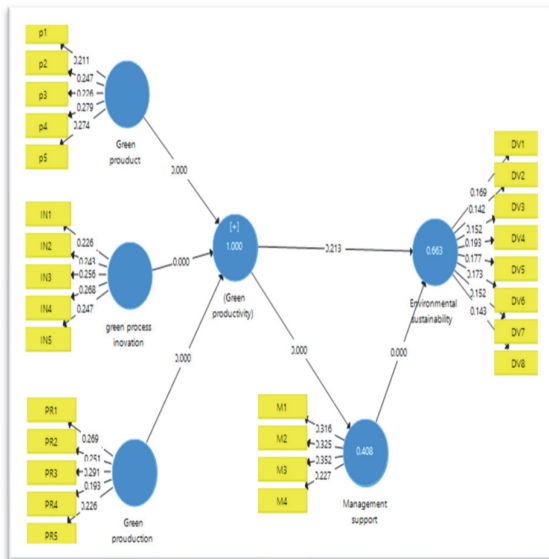 p1
p2
p3
p4
p5
0.211
0.247
0.226
0.279
0.274
Green
prouduct
0.000
IN1
IN2
IN3
IN4
IN5
0.226
0.243
0.256
0.268
0.247
green process
inovation
0.000
PR1
PR2
PR3
PR4
PR5
0.269
0.251
0.291
0.193
0.226
Green
prouduction
0.000
[+]
1.000
(Green
productivity)
0.213
0.000
M1
M2
M3
M4
0.316
0.325
0.352
0.227
0.408
Management
support
0.000
0.663
Environmental
sustainability
0.169
0.142
0.152
0.193
0.177
0.173
0.152
0.143
DV1
DV2
DV3
DV4
DV5
DV6
DV7
DV8